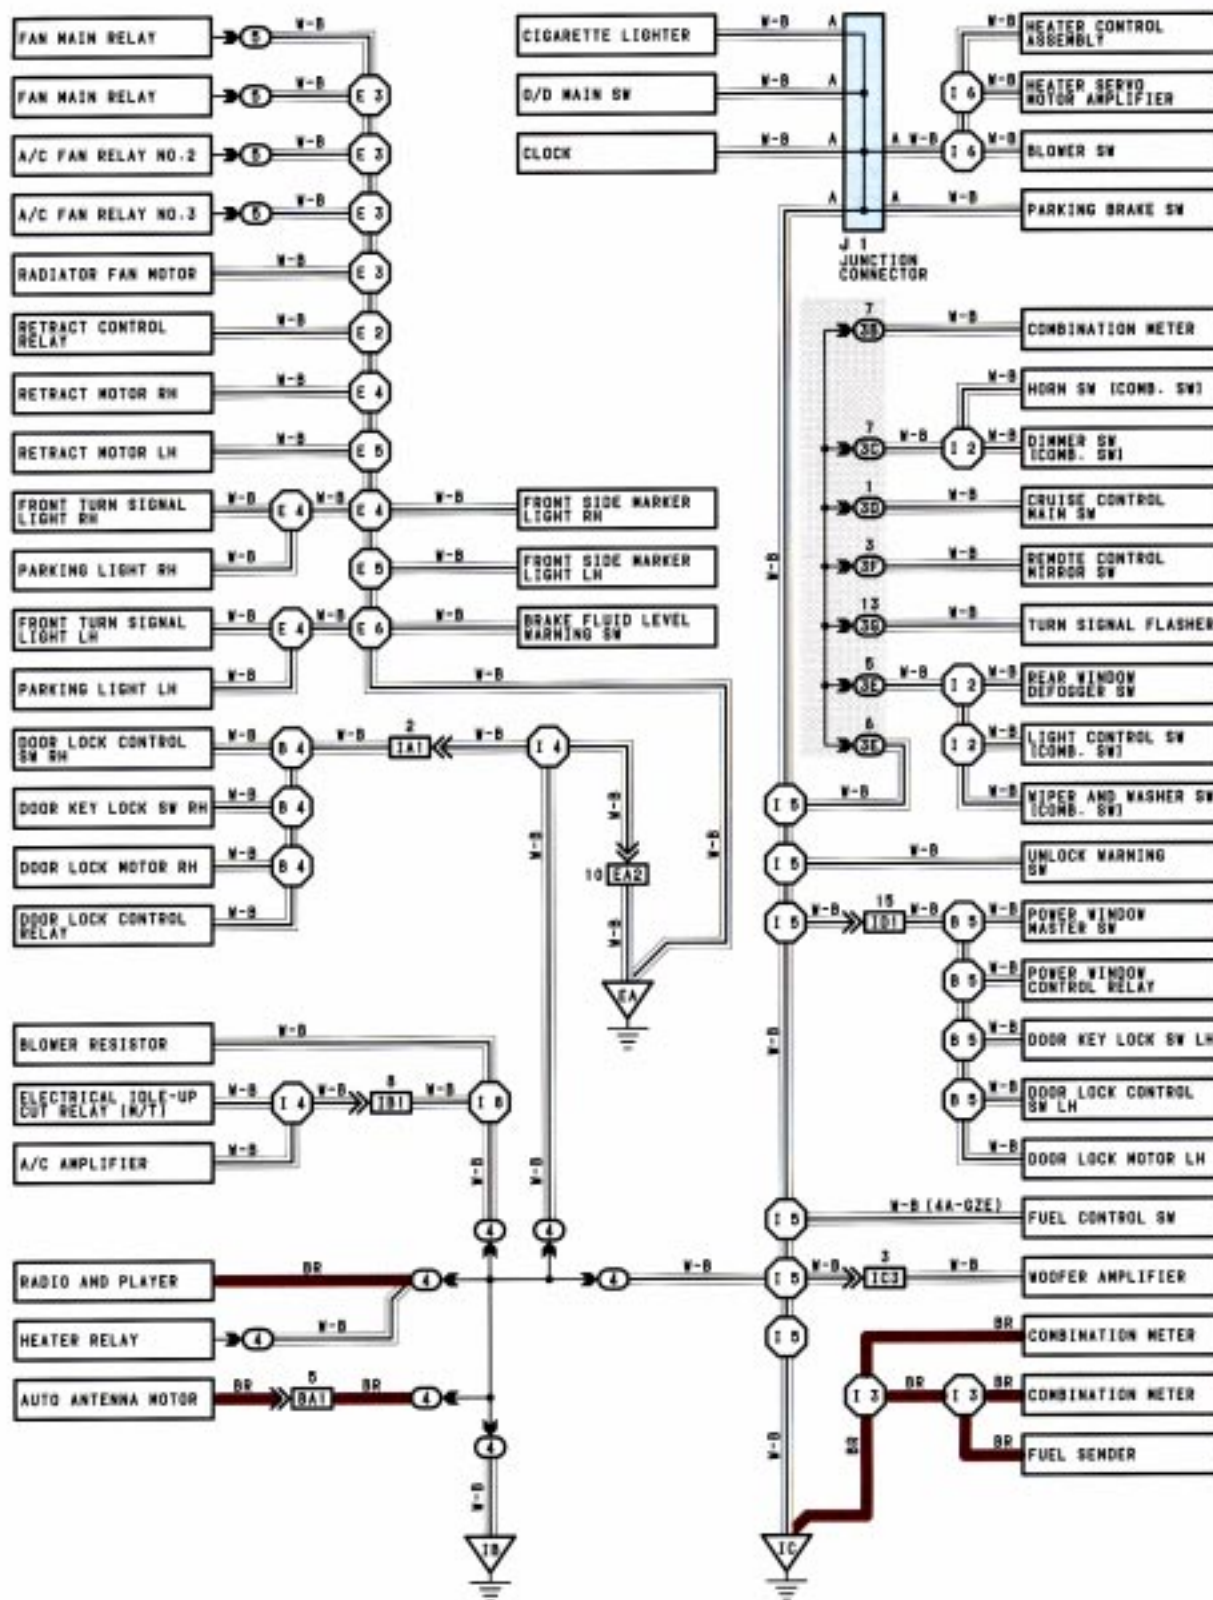 FAN MAIN RELAY
5
W-B
FAN MAIN RELAY
5
W-B
E 3
A/C FAN RELAY NO.2
5
W-B
E 3
A/C FAN RELAY NO.3
5
W-B
E 3
RADIATOR FAN MOTOR
W-B
E 3
RETRACT CONTROL
RELAY
W-B
E 2
RETRACT MOTOR RH
W-B
E 4
RETRACT MOTOR LH
W-B
E 5
FRONT TURN SIGNAL
LIGHT RH
W-B
E 4
W-B
E 4
W-B
FRONT SIDE MARKER
LIGHT RH
PARKING LIGHT RH
W-B
E 5
W-B
FRONT SIDE MARKER
LIGHT LH
FRONT TURN SIGNAL
LIGHT LH
W-B
E 4
W-B
E 6
W-B
BRAKE FLUID LEVEL
WARNING SW
PARKING LIGHT LH
W-B
W-B
DOOR LOCK CONTROL
SW RH
W-B
B 4
W-B
2
IA1
W-B
I 4
DOOR KEY LOCK SW RH
W-B
B 4
W-B
W-B
W-B
DOOR LOCK MOTOR RH
W-B
B 4
10
EA2
DOOR LOCK CONTROL
RELAY
W-B
W-B
EA
BLOWER RESISTOR
W-B
ELECTRICAL IDLE-UP
CUT RELAY (M/T)
W-B
I 4
W-B
8
IB1
W-B
A/C AMPLIFIER
W-B
W-B
W-B
4
4
RADIO AND PLAYER
BR
4
4
W-B
HEATER RELAY
4
W-B
AUTO ANTENNA MOTOR
BR
5
BA1
BR
4
4
W-B
IB
CIGARETTE LIGHTER
W-B
A
O/D MAIN SW
W-B
A
CLOCK
W-B
A
A
W-B
A
A
W-B
J 1
JUNCTION
CONNECTOR
W-B
HEATER CONTROL
ASSEMBLY
I 6
W-B
HEATER SERVO
MOTOR AMPLIFIER
I 6
W-B
BLOWER SW
PARKING BRAKE SW
7
3B
W-B
COMBINATION METER
W-B
HORN SW (COMB. SW)
7
3C
W-B
I 2
W-B
DIMMER SW
(COMB. SW)
1
3D
W-B
CRUISE CONTROL
MAIN SW
3
3F
W-B
REMOTE CONTROL
MIRROR SW
W-B
13
3G
W-B
TURN SIGNAL FLASHER
5
3E
W-B
I 2
W-B
REAR WINDOW
DEFOGGER SW
6
3E
I 2
W-B
LIGHT CONTROL SW
(COMB. SW)
I 5
W-B
W-B
WIPER AND WASHER SW
(COMB. SW)
I 5
W-B
UNLOCK WARNING
SW
I 5
W-B
15
ID1
W-B
B 5
W-B
POWER WINDOW
MASTER SW
B 5
W-B
POWER WINDOW
CONTROL RELAY
W-B
B 5
W-B
DOOR KEY LOCK SW LH
B 5
W-B
DOOR LOCK CONTROL
SW LH
W-B
DOOR LOCK MOTOR LH
I 5
W-B (4A-GZE)
FUEL CONTROL SW
I 5
W-B
3
IC3
W-B
WOOFER AMPLIFIER
I 5
BR
COMBINATION METER
I 3
BR
I 3
BR
COMBINATION METER
W-B
BR
BR
FUEL SENDER
IC